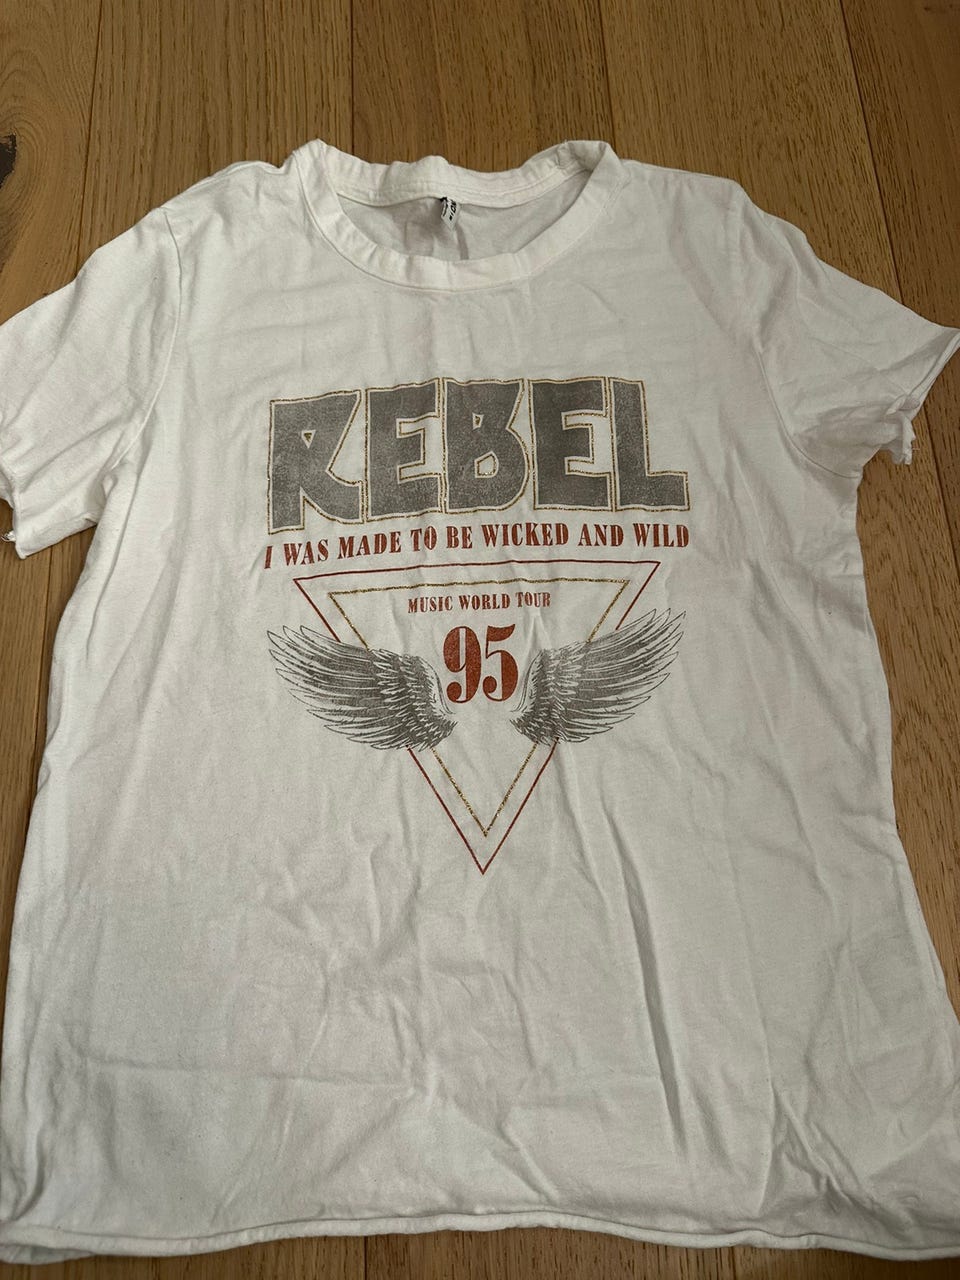 REBEL
I WAS MADE TO BE WICKED AND WILD
MUSIC WORLD TOUR
95